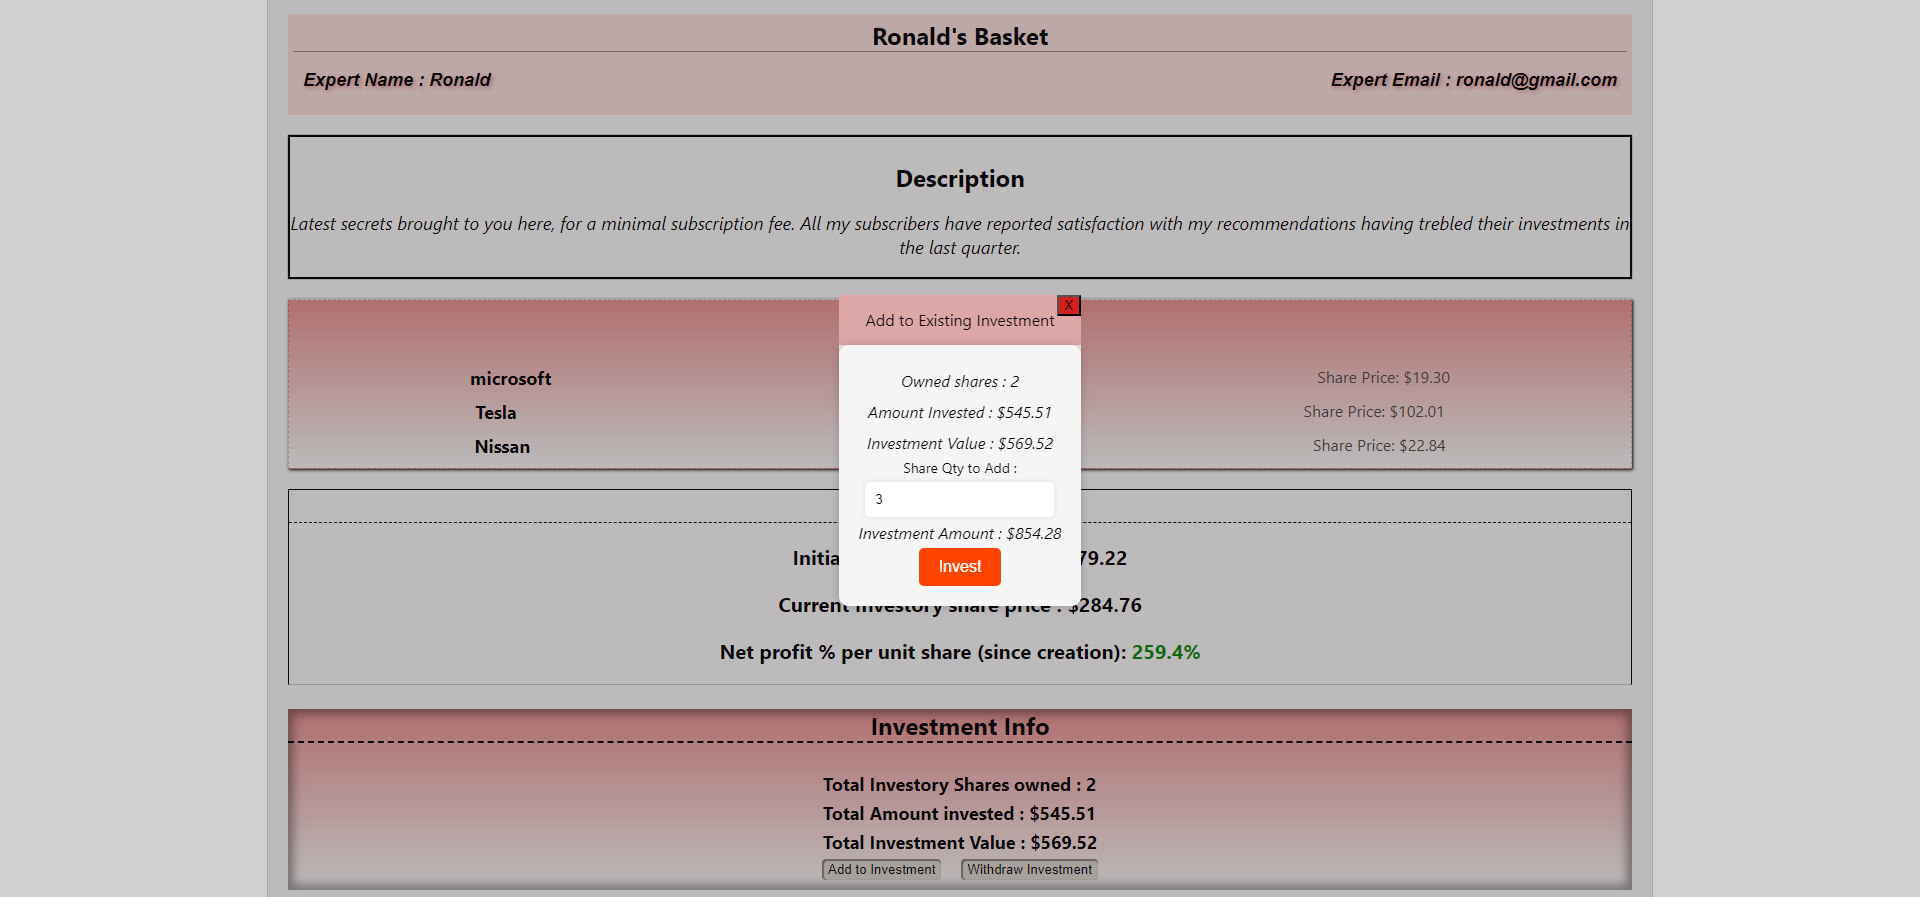 Ronald's Basket
Expert Name : Ronald
Expert Email : ronald@gmail.com
Description
Latest secrets brought to you here, for a minimal subscription fee. All my subscribers have reported satisfaction with my recommendations having trebled their investments in
the last quarter.
X
Add to Existing Investment
microsoft
Share Price: $19.30
Tesla
Share Price: $102.01
Nissan
Share Price: $22.84
Owned shares : 2
Amount Invested : $545.51
Investment Value : $569.52
Share Qty to Add :
3
Investment Amount : $854.28
Invest
Initia 79.22
Current Investory share price : $284.76
Net profit % per unit share (since creation): 259.4%
Investment Info
Total Investory Shares owned : 2
Total Amount invested : $545.51
Total Investment Value : $569.52
Add to Investment
Withdraw Investment